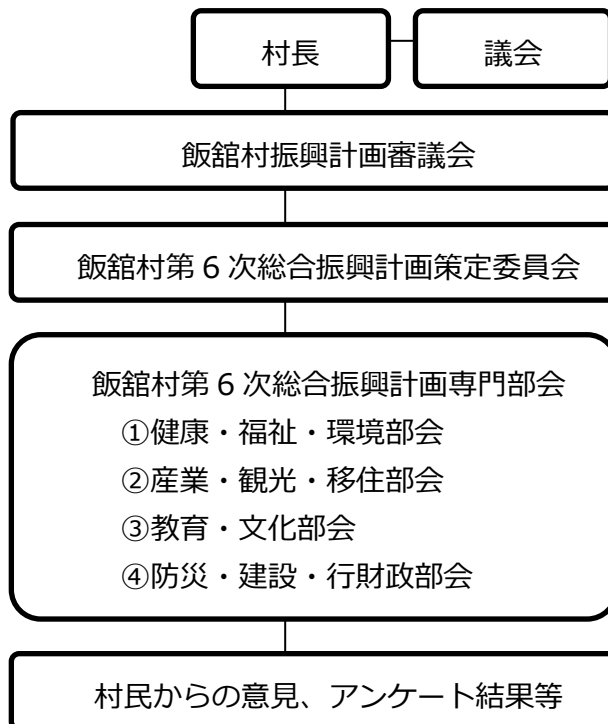 村長
議会
飯舘村振興計画審議会
飯舘村第6次総合振興計画策定委員会
飯舘村第6次総合振興計画専門部会
①健康・福祉・環境部会
②産業・観光・移住部会
③教育・文化部会
④防災・建設・行財政部会
村民からの意見、アンケート結果等